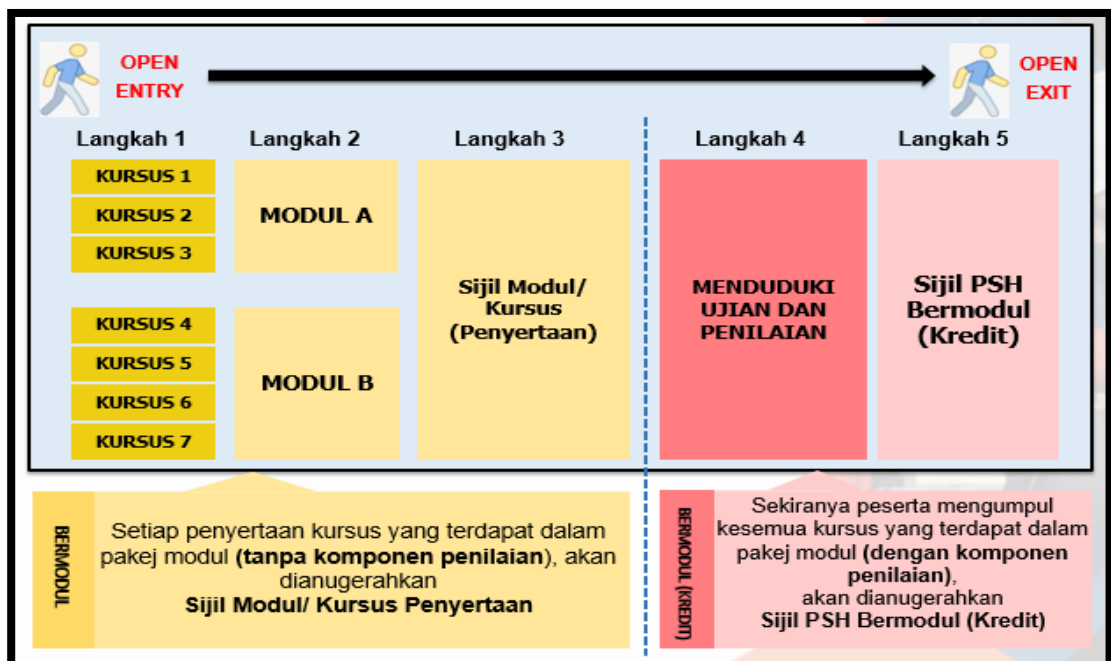 OPEN
ENTRY
OPEN
EXIT
Langkah 1
Langkah 2
Langkah 3
Langkah 4
Langkah 5
KURSUS 1
KURSUS 2
KURSUS 3
MODUL A
KURSUS 4
KURSUS 5
KURSUS 6
KURSUS 7
MODUL B
Sijil Modul/
Kursus
(Penyertaan)
MENDUDUKI
UJIAN DAN
PENILAIAN
Sijil PSH
Bermodul
(Kredit)
BERMODUL
Setiap penyertaan kursus yang terdapat dalam
pakej modul (tanpa komponen penilaian), akan
dianugerahkan
Sijil Modul/ Kursus Penyertaan
BERMODUL (KREDIT)
Sekiranya peserta mengumpul
kesemua kursus yang terdapat dalam
pakej modul (dengan komponen
penilaian),
akan dianugerahkan
Sijil PSH Bermodul (Kredit)